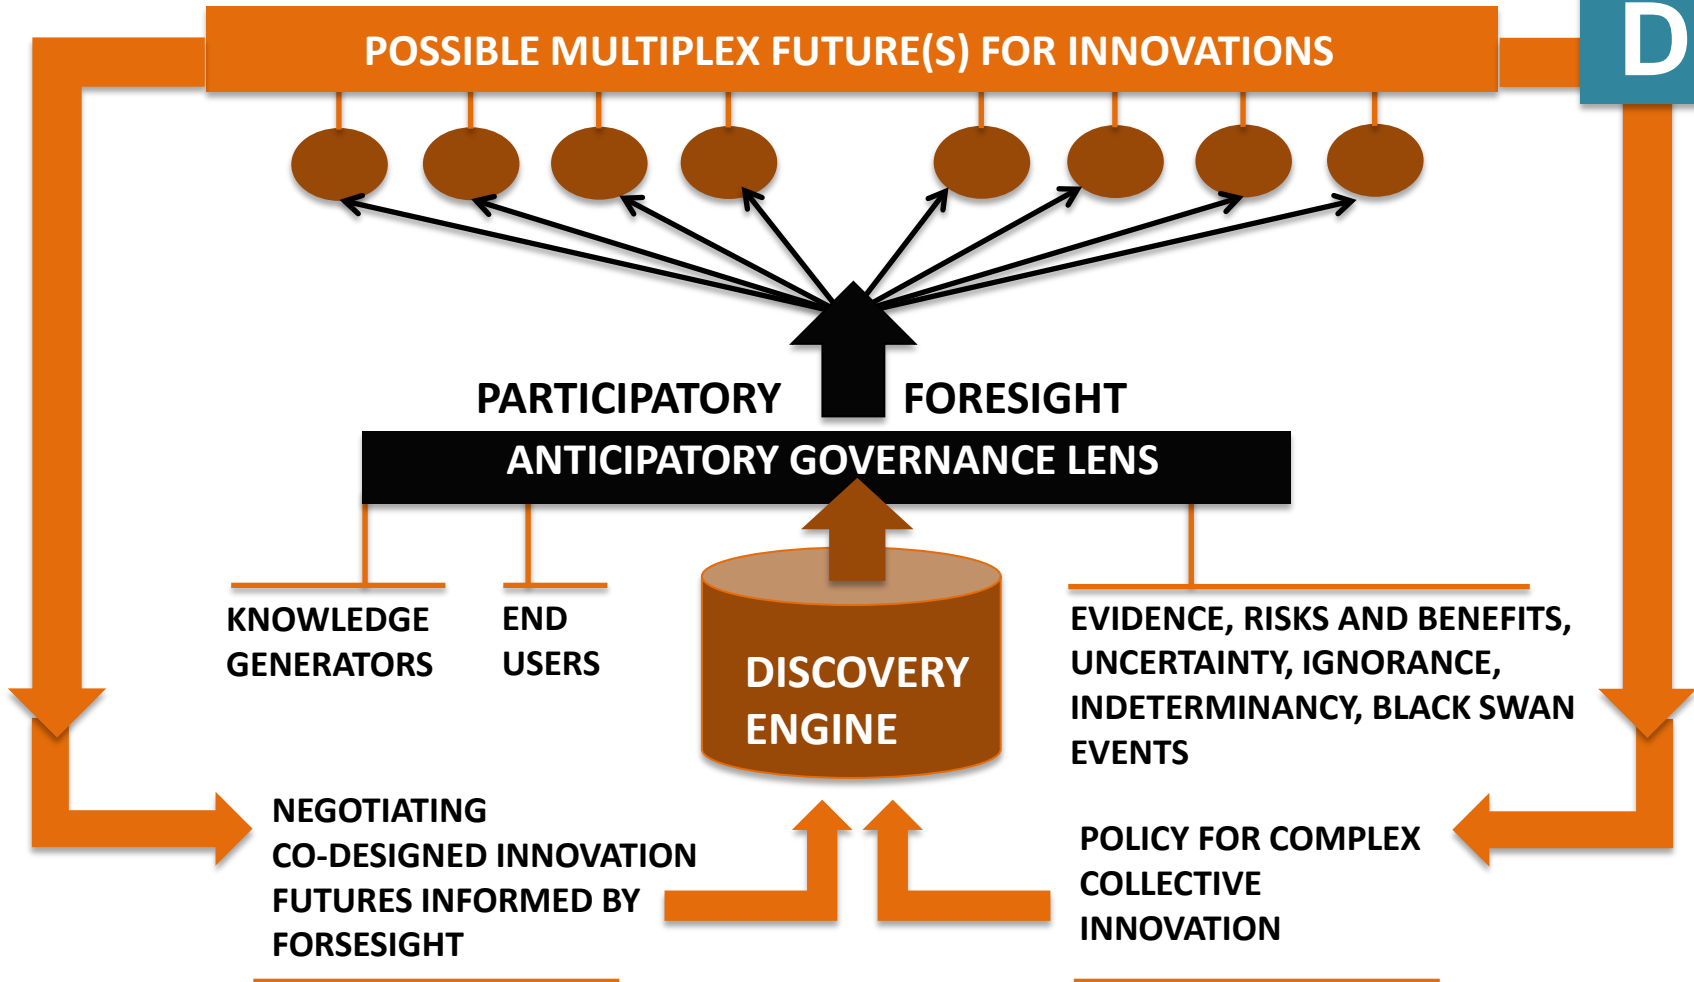 D
POSSIBLE MULTIPLEX FUTURE(S) FOR INNOVATIONS
PARTICIPATORY FORESIGHT
ANTICIPATORY GOVERNANCE LENS
KNOWLEDGE
GENERATORS
END
USERS
DISCOVERY
ENGINE
EVIDENCE, RISKS AND BENEFITS,
UNCERTAINTY, IGNORANCE,
INDETERMINANCY, BLACK SWAN
EVENTS
NEGOTIATING
CO-DESIGNED INNOVATION
FUTURES INFORMED BY
FORSESIGHT
POLICY FOR COMPLEX
COLLECTIVE
INNOVATION